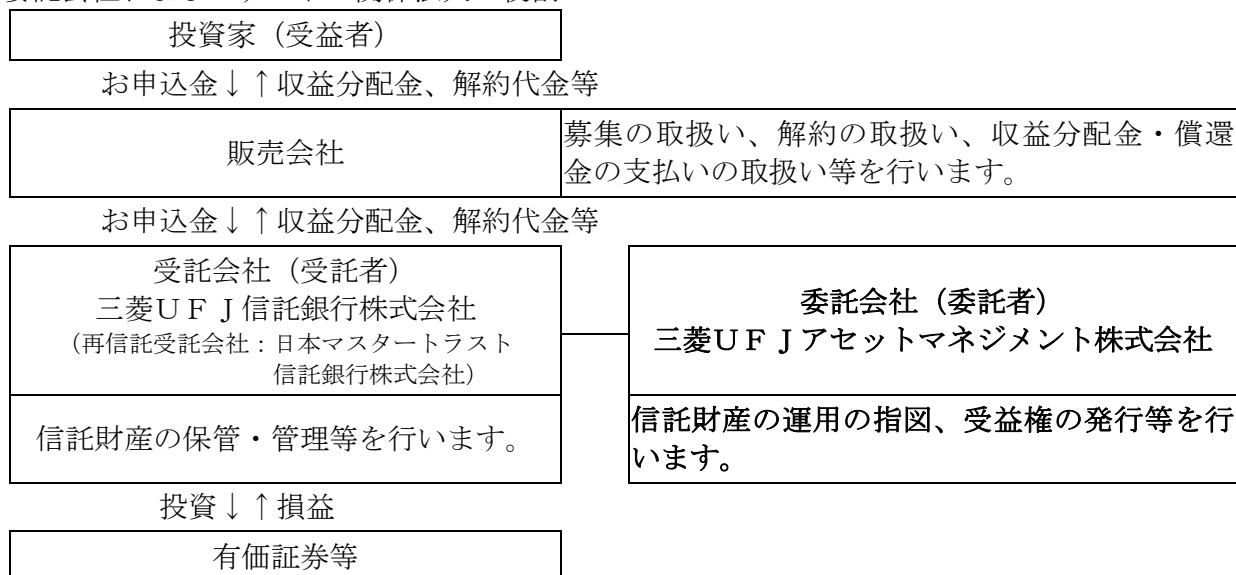 投資家（受益者）
お申込金↓↑収益分配金、解約代金等
販売会社
募集の取扱い、解約の取扱い、収益分配金・償還
金の支払いの取扱い等を行います。
お申込金↓↑収益分配金、解約代金等
受託会社（受託者）
三菱ＵＦＪ信託銀行株式会社
（再信託受託会社：日本マスタートラスト
信託銀行株式会社）
委託会社（委託者）
三菱ＵＦＪアセットマネジメント株式会社
信託財産の保管・管理等を行います。
信託財産の運用の指図、受益権の発行等を行
います。
投資↓↑損益
有価証券等